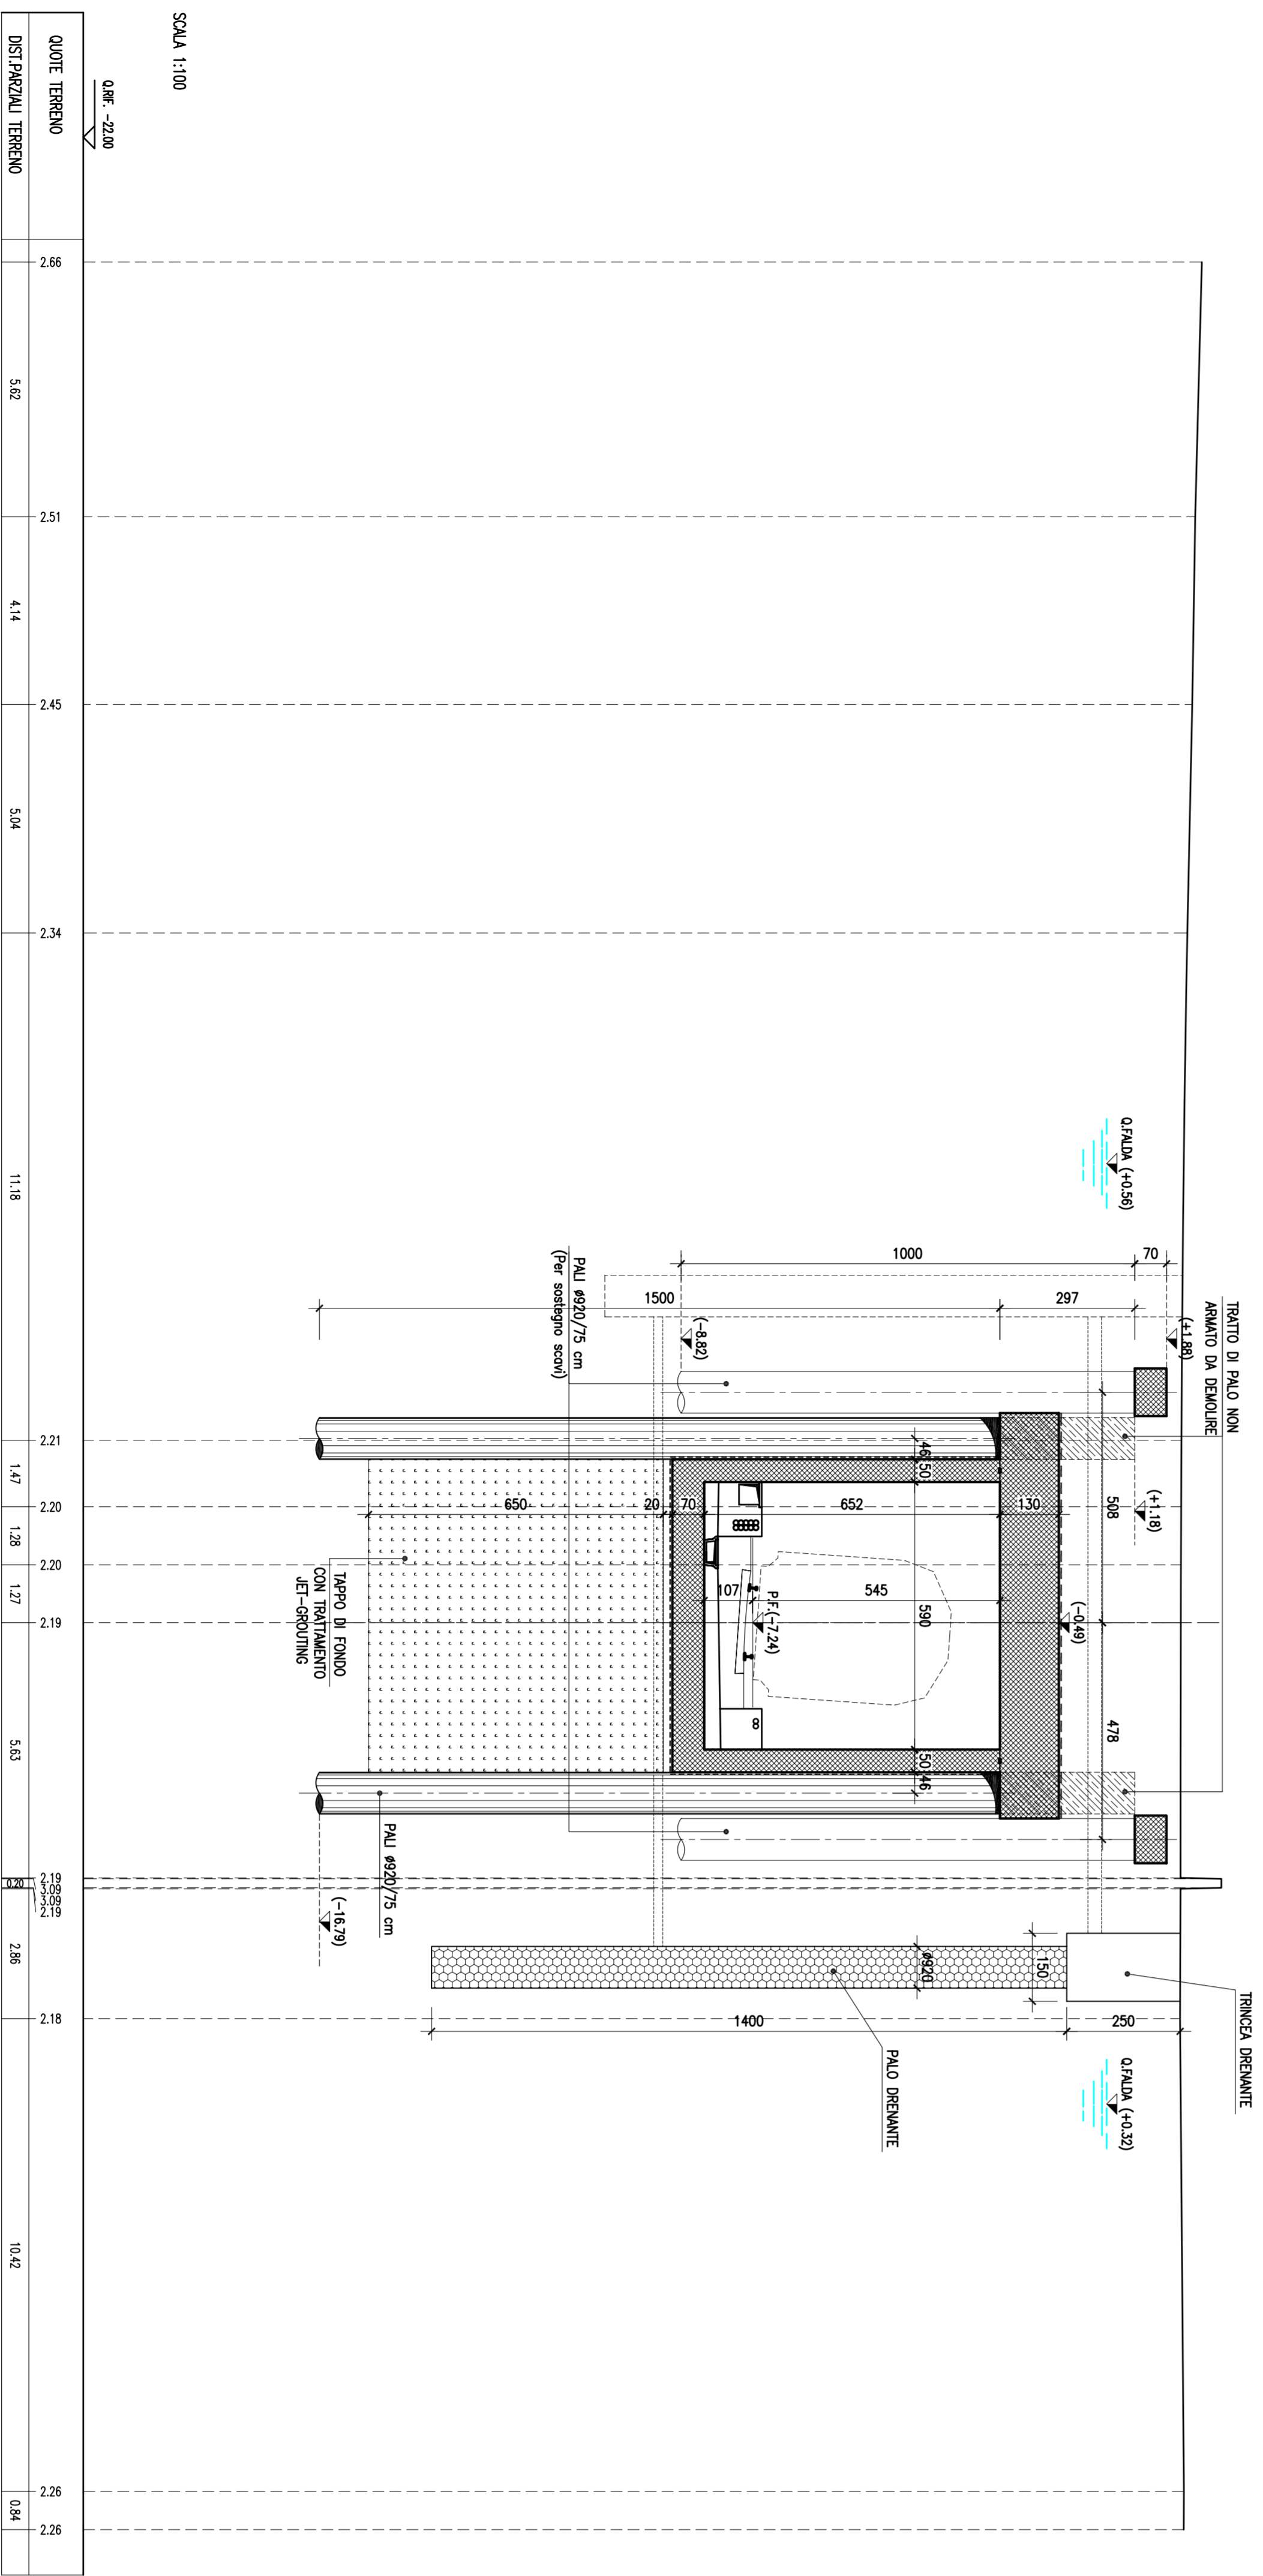 SCALA 1:100
Q.RIF. -22.00
QUOTE TERRENO
DIST.PARZIALI TERRENO
2.66
2.51
2.45
2.34
2.21
2.20
2.20
2.19
2.19
3.09
3.09
2.19
2.18
2.26
2.26
5.62
4.14
5.04
11.18
1.47
1.28
1.27
5.63
0.20
2.86
10.42
0.84
Q.FALDA (+0.56)
TRATTO DI PALO NON
ARMATO DA DEMOLIRE
(+1.88)
(+1.18)
(-0.49)
(-8.82)
70
1000
297
1500
508
478
PALI ø920/75 cm
(Per sostegno scavi)
46
50
590
50
46
130
652
70
20
650
545
107
P.F.(-7.24)
TAPPO DI FONDO
CON TRATTAMENTO
JET-GROUTING
PALI ø920/75 cm
(-16.79)
ø920
150
250
1400
TRINCEA DRENANTE
PALO DRENANTE
Q.FALDA (+0.32)